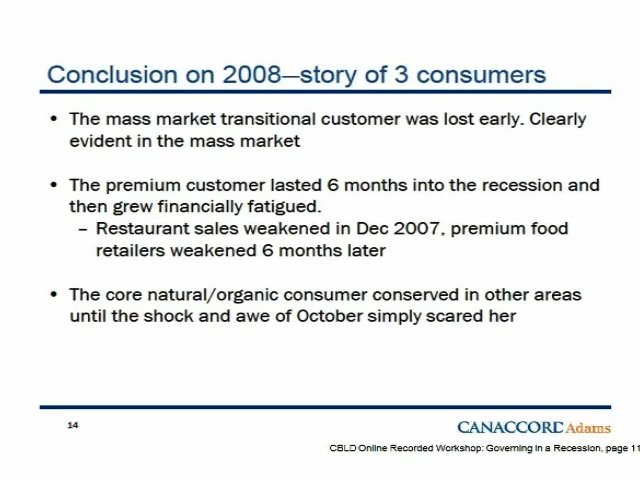 Conclusion on 2008—story of 3 consumers
• The mass market transitional customer was lost early. Clearly
evident in the mass market
• The premium customer lasted 6 months into the recession and
then grew financially fatigued.
– Restaurant sales weakened in Dec 2007, premium food
retailers weakened 6 months later
• The core natural/organic consumer conserved in other areas
until the shock and awe of October simply scared her
14
CANACCORD Adams
CBLD Online Recorded Workshop: Governing in a Recession, page 11